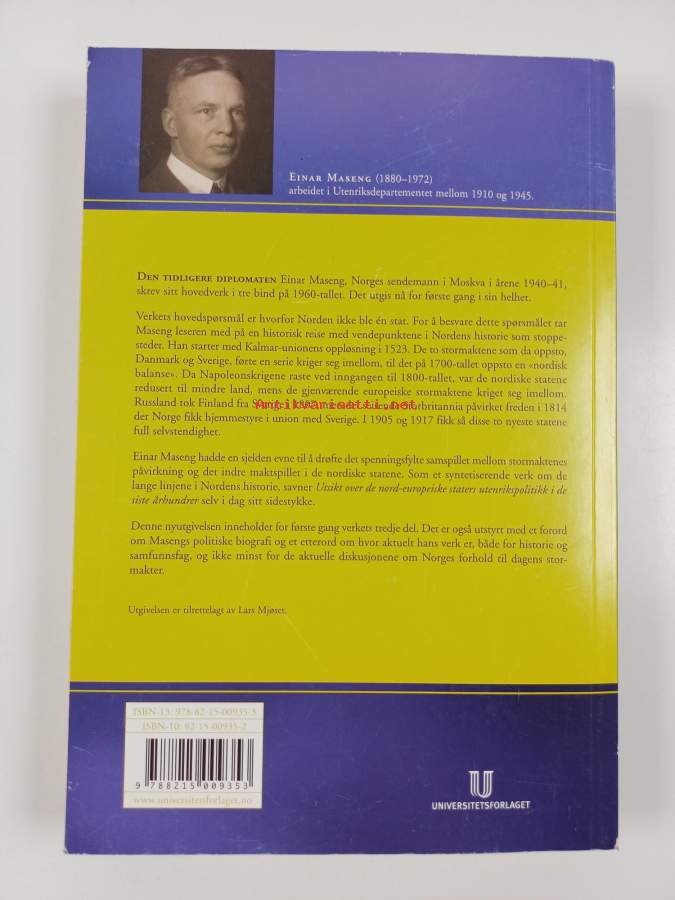 EINAR MASENG (1880–1972)
arbeidet i Utenriksdepartementet mellom 1910 og 1945.
DEN TIDLIGERE DIPLOMATEN Einar Maseng, Norges sendemann i Moskva i årene 1940–41,
skrev sitt hovedverk i tre bind på 1960-tallet. Det utgis nå for første gang i sin helhet.
Verkets hovedspørsmål er hvorfor Norden ikke ble én stat. For å besvare dette spørsmålet tar
Maseng leseren med på en historisk reise med vendepunktene i Nordens historie som stoppe-
steder. Han starter med Kalmar-unionens oppløsning i 1523. De to stormaktene som da oppsto,
Danmark og Sverige, førte en serie kriger seg imellom, til det på 1700-tallet oppsto en «nordisk
balanse». Da Napoleonskrigene raste ved inngangen til 1800-tallet, var de nordiske statene
redusert til mindre land, mens de gjenværende europeiske stormaktene kriget seg imellom.
Russland tok Finland fra Storbritannia påvirket freden i 1814
Antikvariaatti.net
der Norge fikk hjemmestyre i union med Sverige. I 1905 og 1917 fikk så disse to nyeste statene
full selvstendighet.
Einar Maseng hadde en sjelden evne til å drøfte det spenningsfylte samspillet mellom stormaktenes
påvirkning og det indre maktspillet i de nordiske statene. Som et syntetiserende verk om de
lange linjene i Nordens historie, savner Utsikt over de nord-europeiske staters utenrikspolitikk i de
siste århundrer selv i dag sitt sidestykke.
Denne nyutgivelsen inneholder for første gang verkets tredje del. Det er også utstyrt med et forord
om Masengs politiske biografi og et etterord om hvor aktuelt hans verk er, både for historie og
samfunnsfag, og ikke minst for de aktuelle diskusjonene om Norges forhold til dagens stor-
makter.
Utgivelsen er tilrettelagt av Lars Mjøset.
ISBN-13: 978-82-15-00935-3
ISBN-10: 82-15-00935-2
9 788215 009353
www.universitetsforlaget.no
UNIVERSITETSFORLAGET